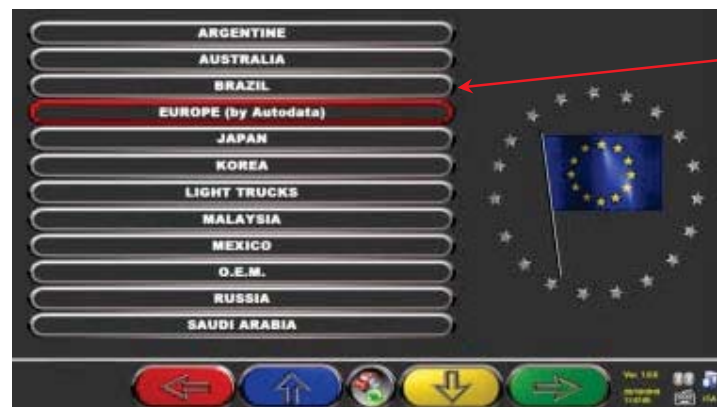 ARGENTINE
AUSTRALIA
BRAZIL
EUROPE (by Autodata)
JAPAN
KOREA
LIGHT TRUCKS
MALAYSIA
MEXICO
O.E.M.
RUSSIA
SAUDI ARABIA